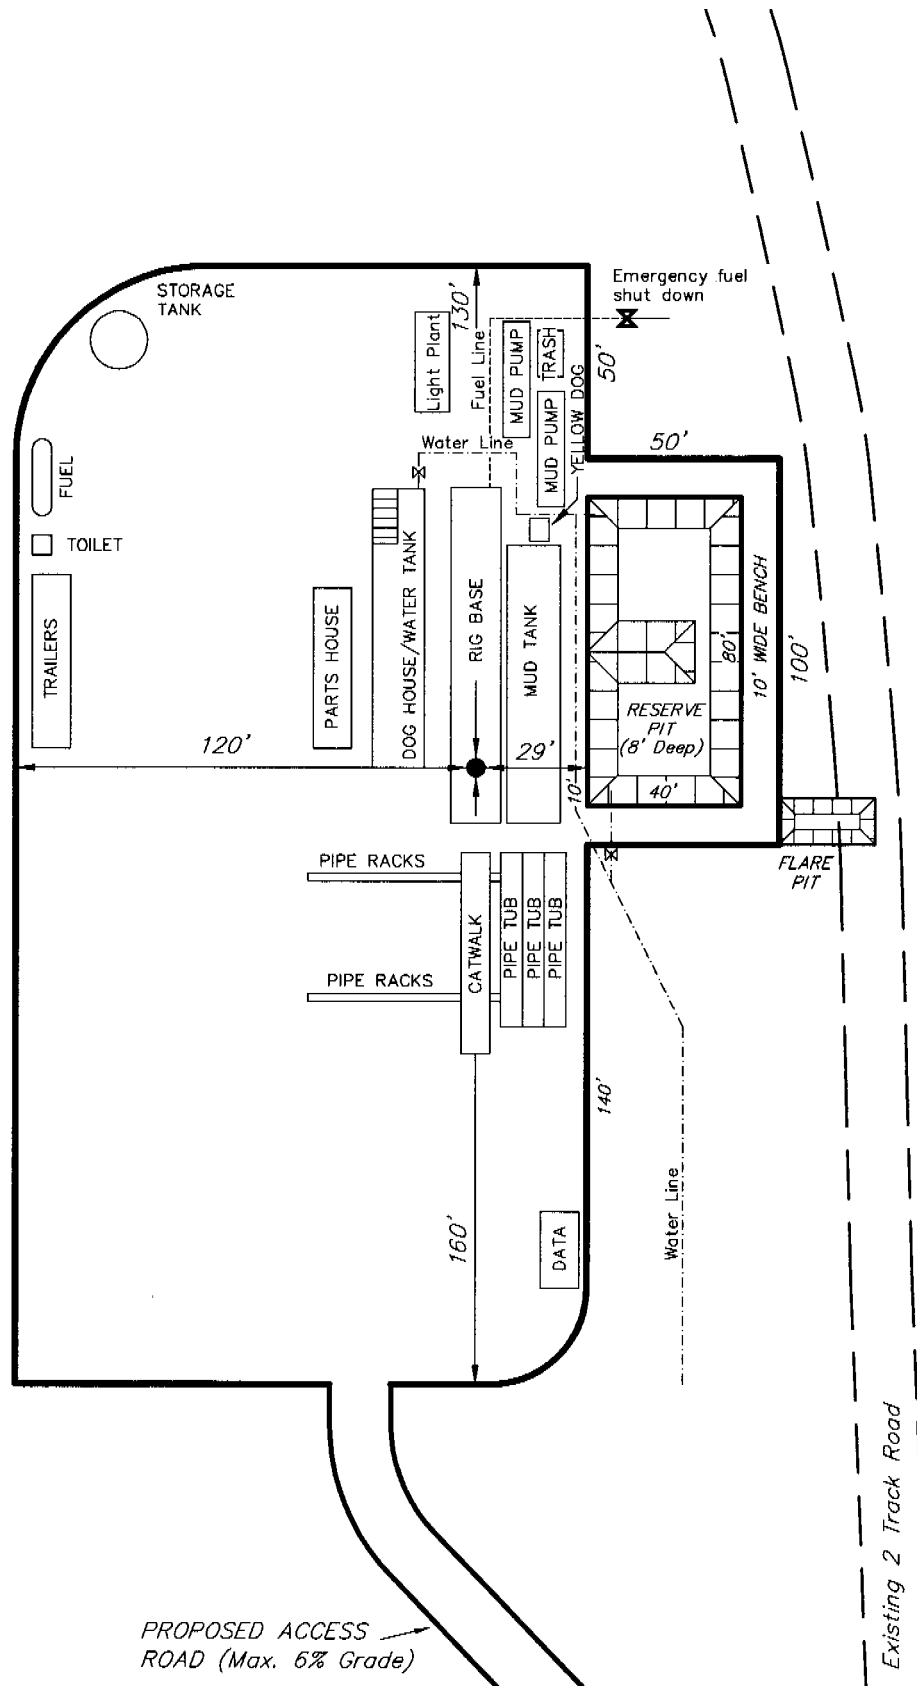 STORAGE
TANK
130'
Emergency fuel
shut down
Light Plant
Fuel Line
MUD PUMP
TRASH
50'
Water Line
MUD PUMP
YELLOW DOG
50'
FUEL
TOILET
TRAILERS
PARTS HOUSE
DOG HOUSE/WATER TANK
RIG BASE
MUD TANK
80'
10' WIDE BENCH
100'
RESERVE
PIT
(8' Deep)
120'
29'
10'
40'
FLARE
PIT
PIPE RACKS
CATWALK
PIPE TUB
PIPE TUB
PIPE TUB
PIPE RACKS
140'
Water Line
160'
DATA
Existing 2 Track Road
PROPOSED ACCESS
ROAD (Max. 6% Grade)